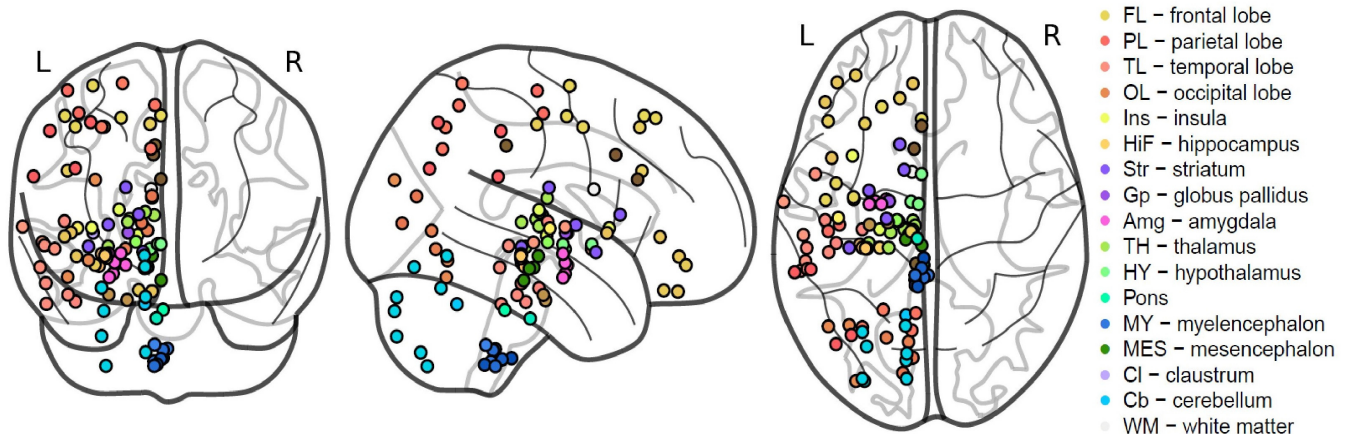 L
R
L
R
FL − frontal lobe
PL − parietal lobe
TL − temporal lobe
OL − occipital lobe
Ins − insula
HiF − hippocampus
Str − striatum
Gp − globus pallidus
Amg − amygdala
TH − thalamus
HY − hypothalamus
Pons
MY − myelencephalon
MES − mesencephalon
Cl − claustrum
Cb − cerebellum
WM − white matter